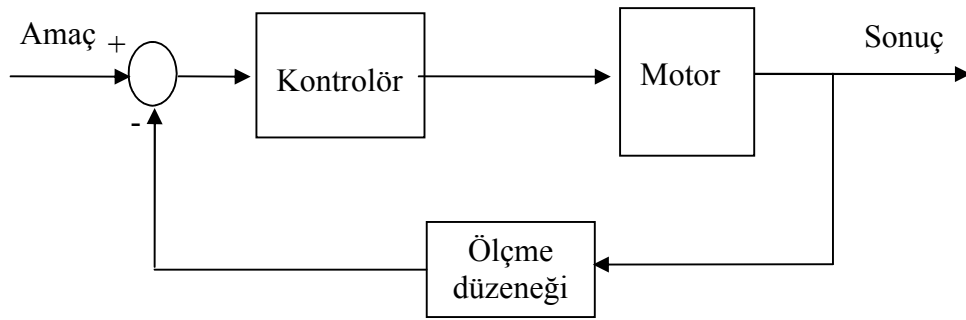 Amaç
+
-
Kontrolör
Motor
Sonuç
Ölçme
düzeneği